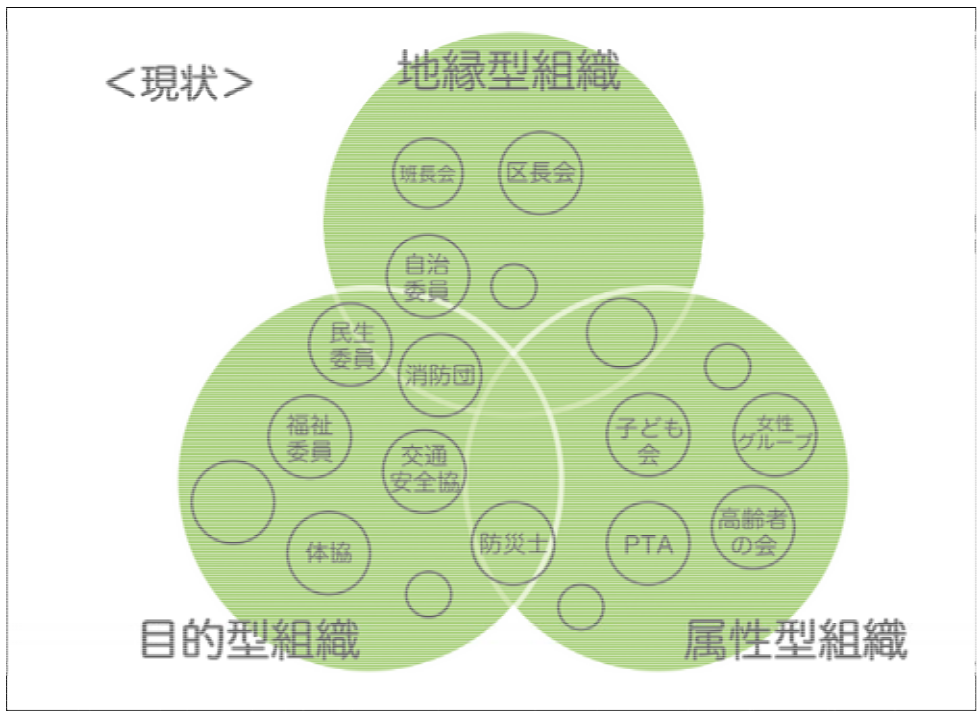 ＜現状＞
地縁型組織
班長会
区長会
自治
委員
民生
委員
消防団
福祉
委員
交通
安全協
体協
防災士
子ども
会
女性
グループ
PTA
高齢者
の会
目的型組織
属性型組織